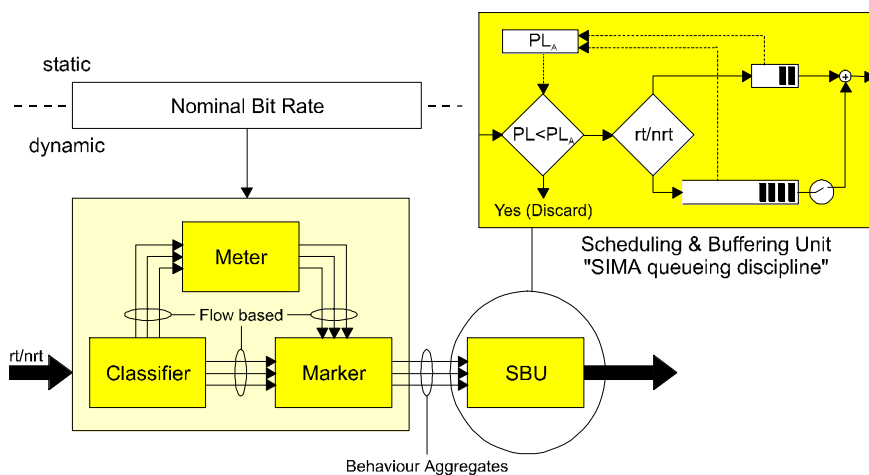 static
Nominal Bit Rate
dynamic
PLA
PL<PLA
rt/nrt
Yes (Discard)
Scheduling & Buffering Unit
"SIMA queueing discipline"
Meter
Flow based
rt/nrt
Classifier
Marker
SBU
Behaviour Aggregates